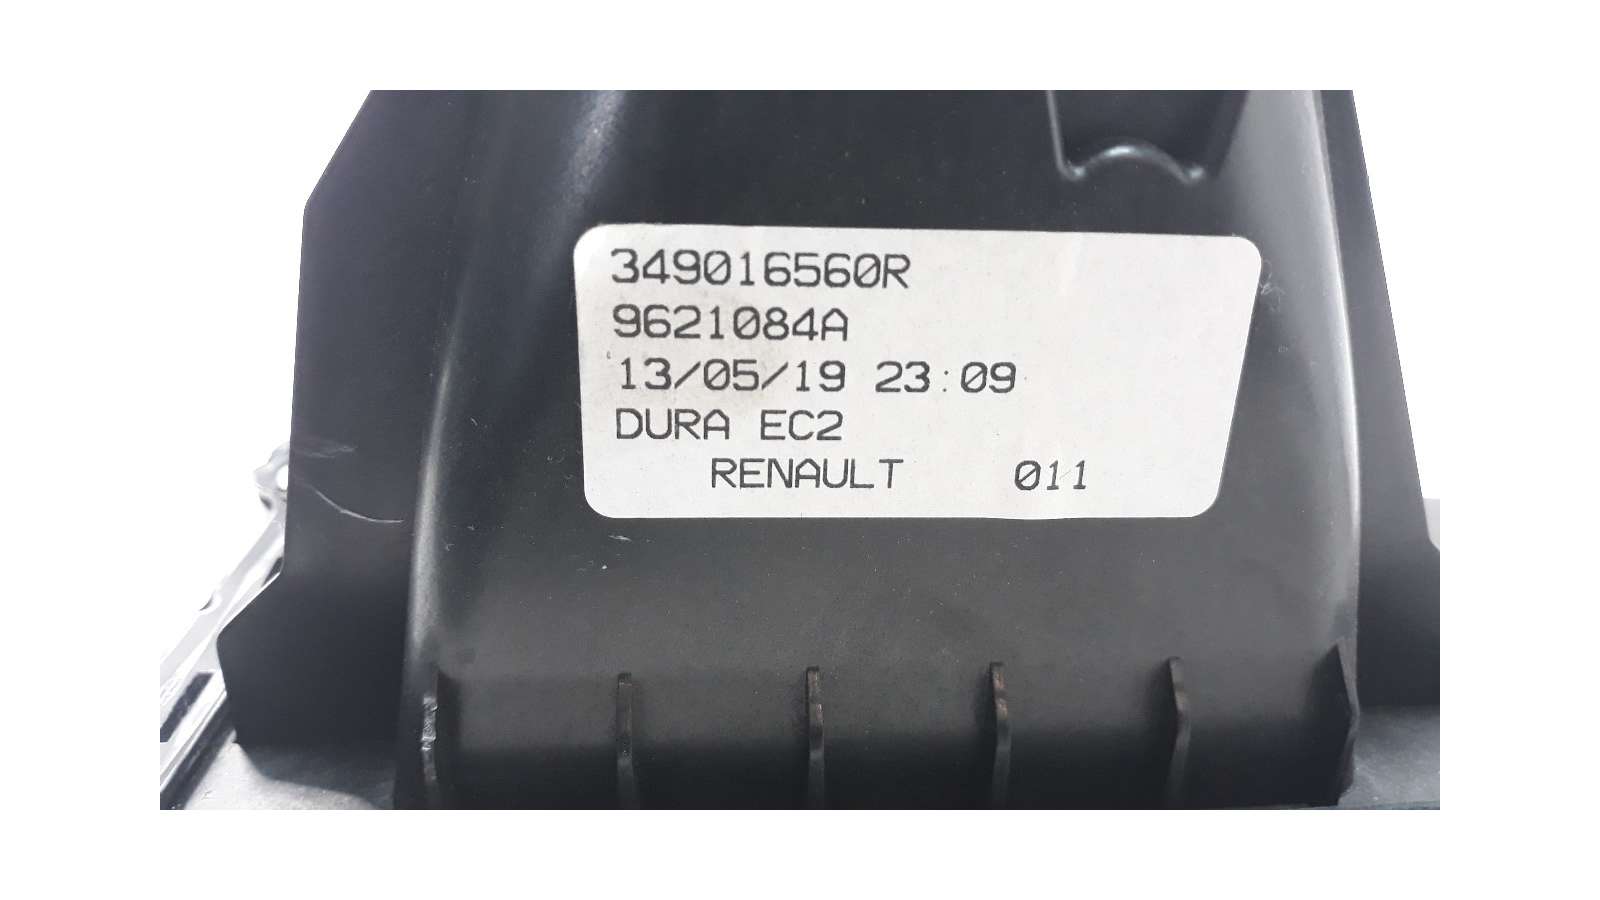 349016560R
9621084A
13/05/19 23:09
DURA EC2
RENAULT 011